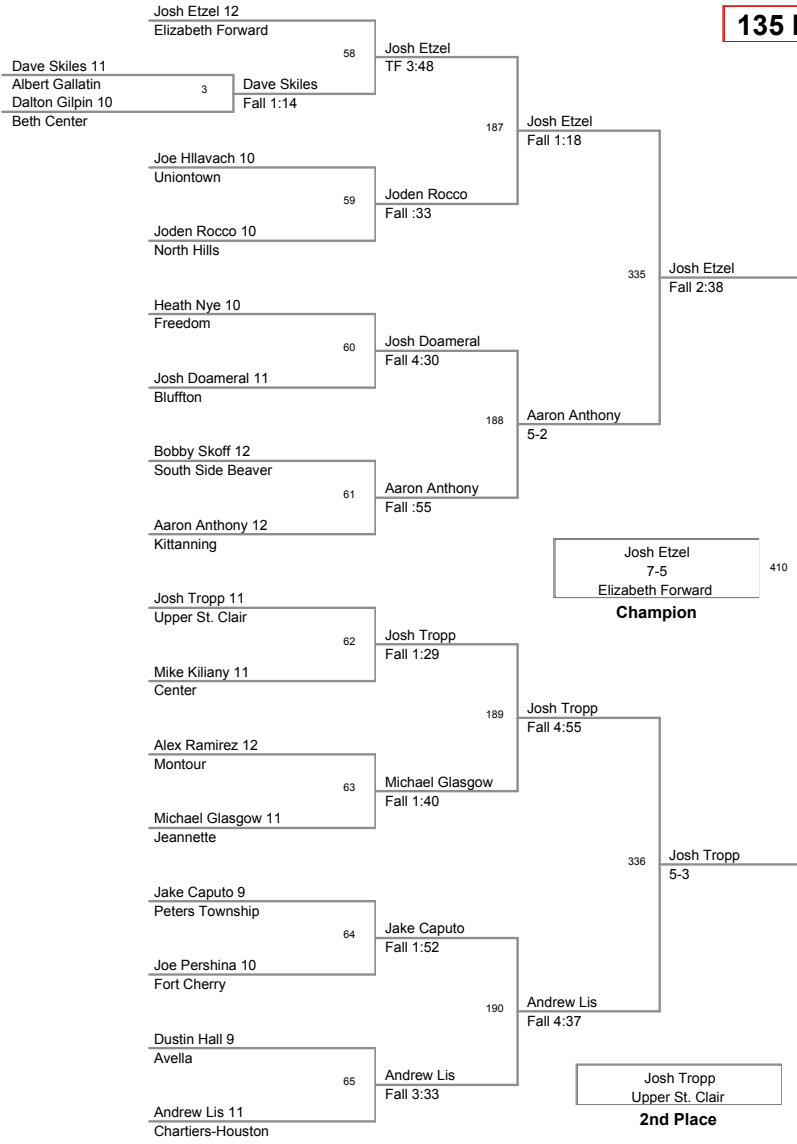 135 
Josh Etzel 12
Elizabeth Forward
58
Josh Etzel
TF 3:48
Dave Skiles 11
Albert Gallatin
3
Dave Skiles
Fall 1:14
Dalton Gilpin 10
Beth Center
187
Josh Etzel
Fall 1:18
Joe Hllavach 10
Uniontown
59
Joden Rocco
Fall :33
Joden Rocco 10
North Hills
335
Josh Etzel
Fall 2:38
Heath Nye 10
Freedom
60
Josh Doameral
Fall 4:30
Josh Doameral 11
Bluffton
188
Aaron Anthony
5-2
Bobby Skoff 12
South Side Beaver
61
Aaron Anthony
Fall :55
Aaron Anthony 12
Kittanning
Josh Etzel
7-5
Elizabeth Forward
410
Champion
Josh Tropp 11
Upper St. Clair
62
Josh Tropp
Fall 1:29
Mike Kiliany 11
Center
189
Josh Tropp
Fall 4:55
Alex Ramirez 12
Montour
63
Michael Glasgow
Fall 1:40
Michael Glasgow 11
Jeannette
336
Josh Tropp
5-3
Jake Caputo 9
Peters Township
64
Jake Caputo
Fall 1:52
Joe Pershina 10
Fort Cherry
190
Andrew Lis
Fall 4:37
Dustin Hall 9
Avella
65
Andrew Lis
Fall 3:33
Andrew Lis 11
Chartiers-Houston
Josh Tropp
Upper St. Clair
2nd Place